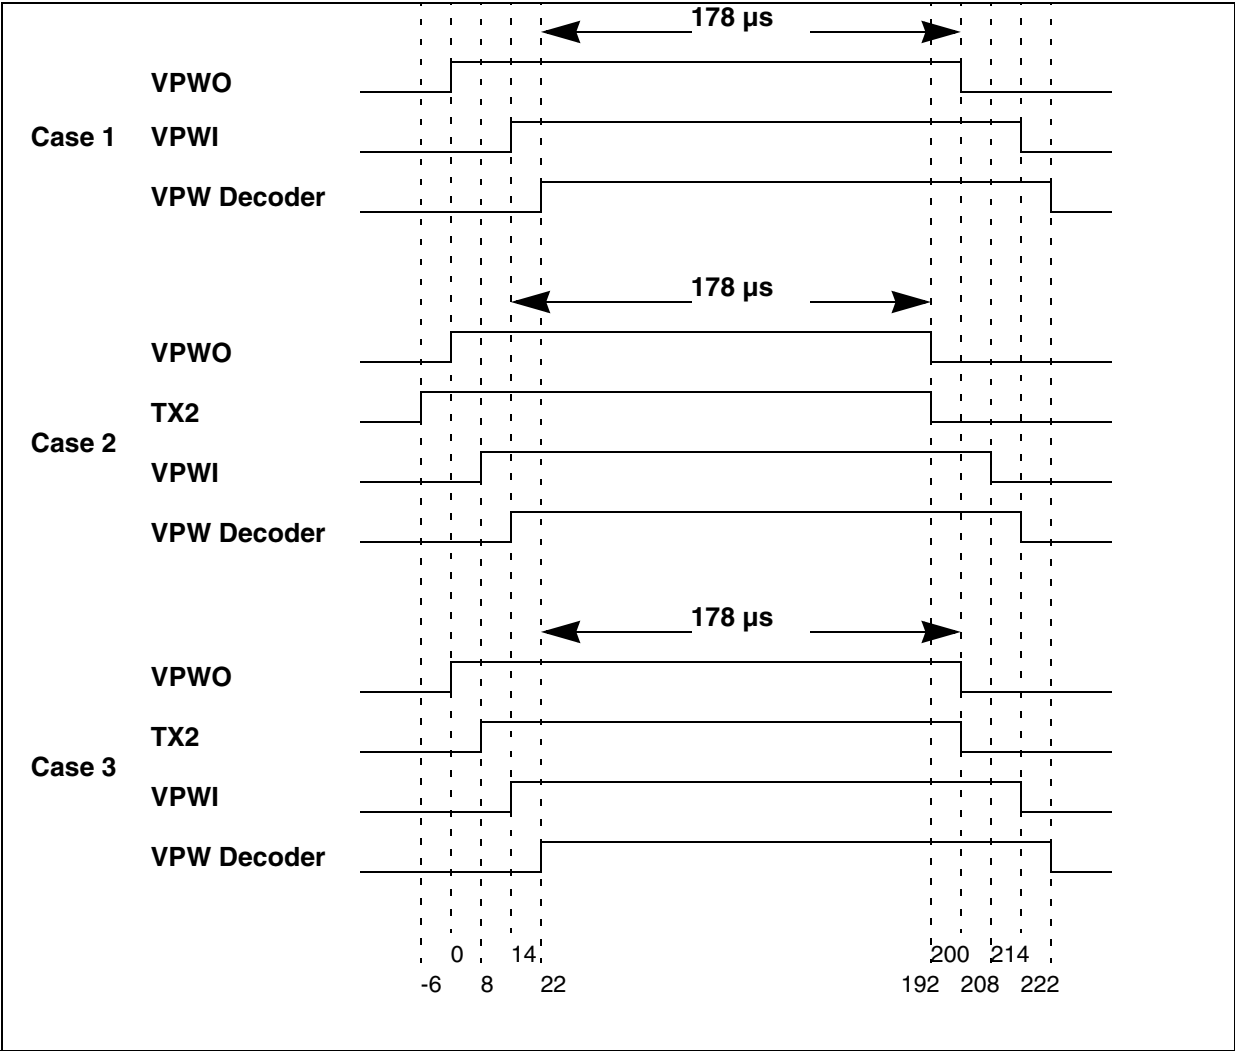 178 µs
VPWO
Case 1 VPWI
VPW Decoder
178 µs
VPWO
TX2
Case 2
VPWI
VPW Decoder
178 µs
VPWO
TX2
Case 3
VPWI
VPW Decoder
0 14 200 214
-6 8 22 192 208 222